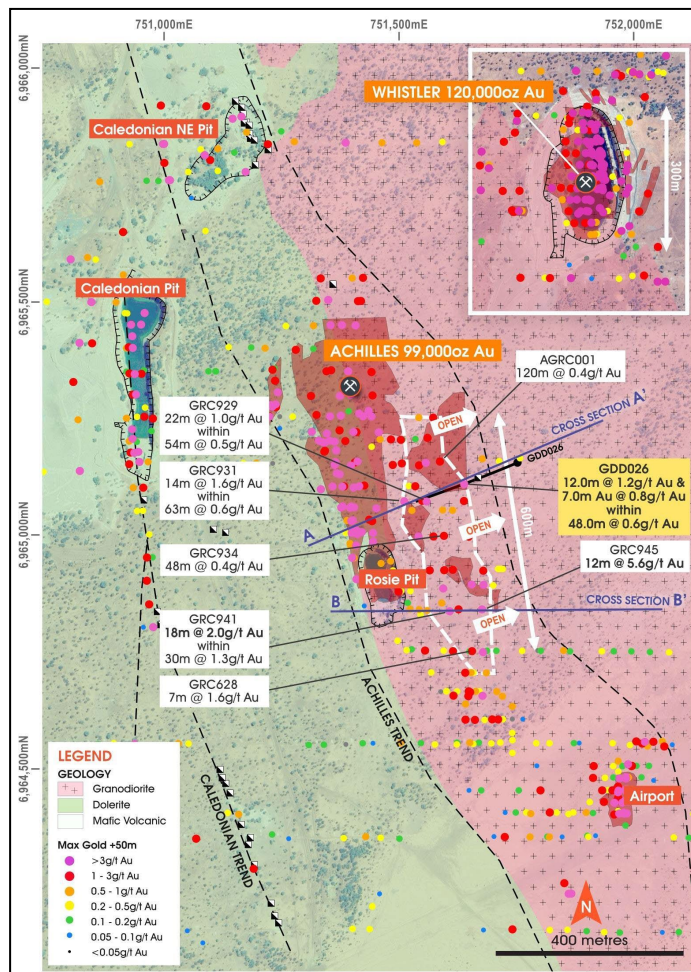 751,000mE
751,500mE
752,000mE
6,966,000mN
6,965,500mN
6,965,000mN
6,964,500mN
WHISTLER 120,000oz Au
300m
Caledonian NE Pit
Caledonian Pit
ACHILLES 99,000oz Au
AGRC001
120m @ 0.4g/t Au
GRC929
22m @ 1.0g/t Au
within
54m @ 0.5g/t Au
OPEN
CROSS SECTION A'
GDD026
GDD026
12.0m @ 1.2g/t Au &
7.0m Au @ 0.8g/t Au
within
48.0m @ 0.6g/t Au
GRC931
14m @ 1.6g/t Au
within
63m @ 0.6g/t Au
A
OPEN
600m
GRC934
48m @ 0.4g/t Au
GRC945
12m @ 5.6g/t Au
Rosie Pit
B
CROSS SECTION B'
OPEN
GRC941
18m @ 2.0g/t Au
within
30m @ 1.3g/t Au
GRC628
7m @ 1.6g/t Au
ACHILLES TREND
CALEDONIAN TREND
Airport
LEGEND
GEOLOGY
Granodiorite
Dolerite
Mafic Volcanic
Max Gold +50m
>3g/t Au
1 - 3g/t Au
0.5 - 1g/t Au
0.2 - 0.5g/t Au
0.1 - 0.2g/t Au
0.05 - 0.1g/t Au
<0.05g/t Au
N
400 metres